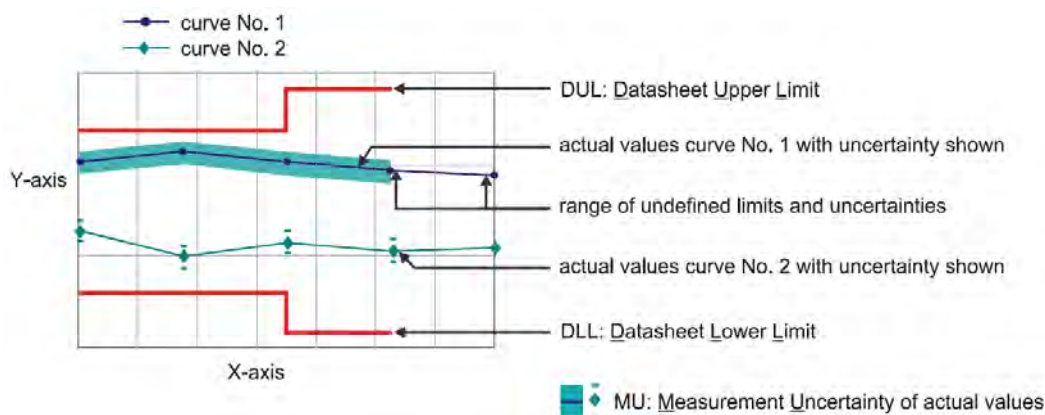 curve No. 1
curve No. 2
DUL: Datasheet Upper Limit
actual values curve No. 1 with uncertainty shown
Y-axis
range of undefined limits and uncertainties
actual values curve No. 2 with uncertainty shown
DLL: Datasheet Lower Limit
X-axis
MU: Measurement Uncertainty of actual values